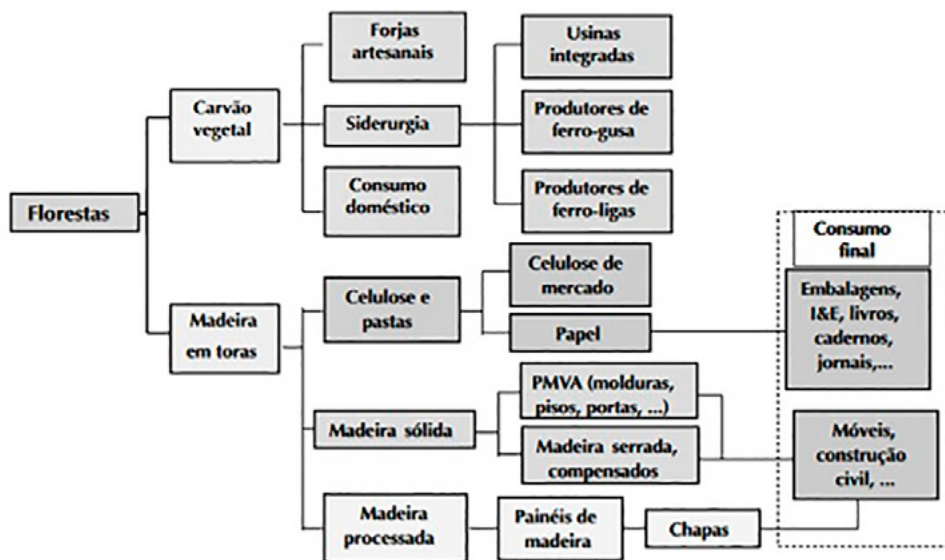 Forjas
artesanais
Usinas
integradas
Carvão
vegetal
Siderurgia
Produtores de
ferro-gusa
Consumo
doméstico
Produtores de
ferro-ligas
Florestas
Consumo
final
Celulose e
pastas
Celulose de
mercado
Embalagens,
I&E, livros,
cadernos,
jornais,...
Madeira
em toras
Papel
PMVA (molduras,
pisos, portas, ...)
Madeira sólida
Madeira serrada,
compensados
Móveis,
construção
civil, ...
Madeira
processada
Painéis de
madeira
Chapas